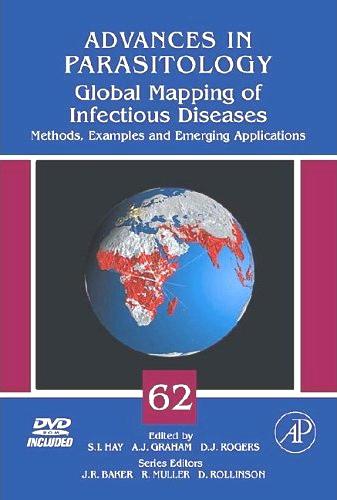 ADVANCES IN
PARASITOLOGY
Global Mapping of
Infectious Diseases
Methods, Examples and Emerging Applications
62
DVD
ROM
INCLUDED
Edited by
S.I. HAY A.J. GRAHAM D.J. ROGERS
Series Editors
J.R. BAKER R. MULLER D. ROLLINSON
AP